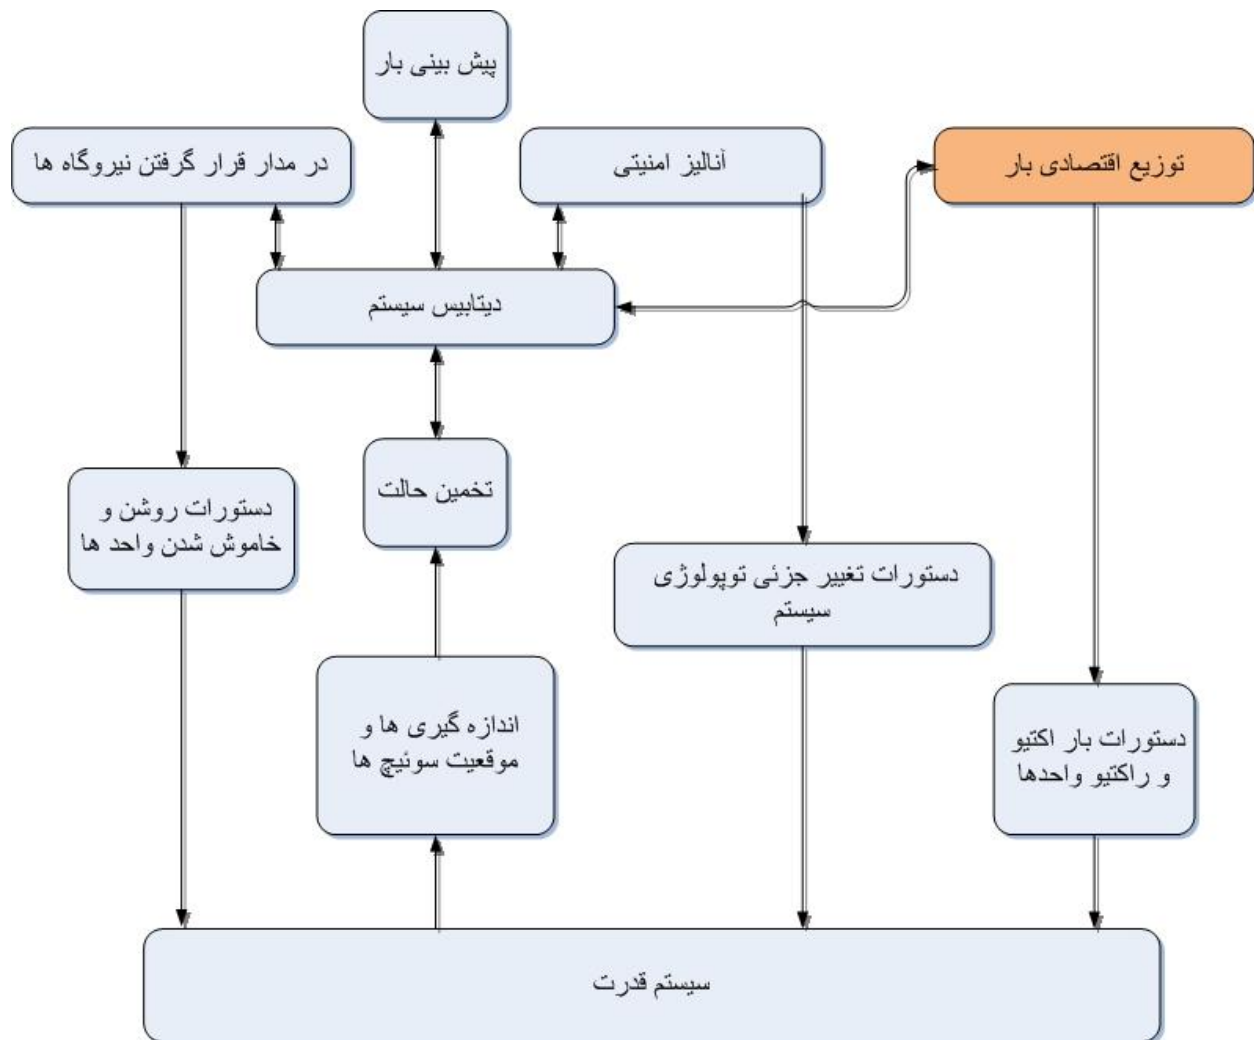 پیش بینی بار
در مدار قرار گرفتن نیروگاه ها
آنالیز امنیتی
توزیع اقتصادی بار
دیتابیس سیستم
تخمین حالت
دستورات روشن و
خاموش شدن واحد ها
دستورات تغییر جزئی توپولوژی
سیستم
اندازه گیری ها و
موقعیت سوئیچ ها
دستورات بار اکتیو
و راکتیو واحدها
سیستم قدرت